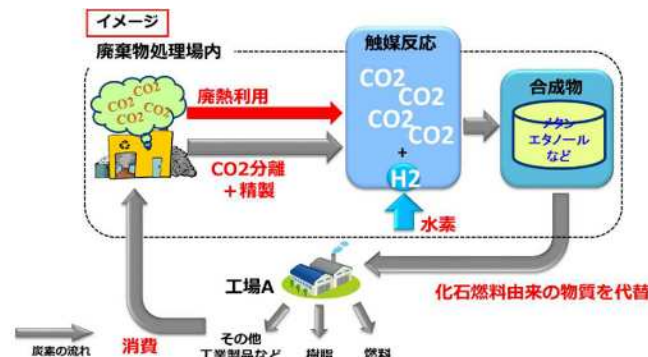 イメージ
廃棄物処理場内
CO2
CO2
CO2
CO2
CO2
廃熱利用
CO2分離
+精製
触媒反応
CO2
CO2
CO2
CO2
+
H2
水素
合成物
メタン
エタノール
など
化石燃料由来の物質を代替
工場A
その他
工業製品など
樹脂
燃料
消費
炭素の流れ